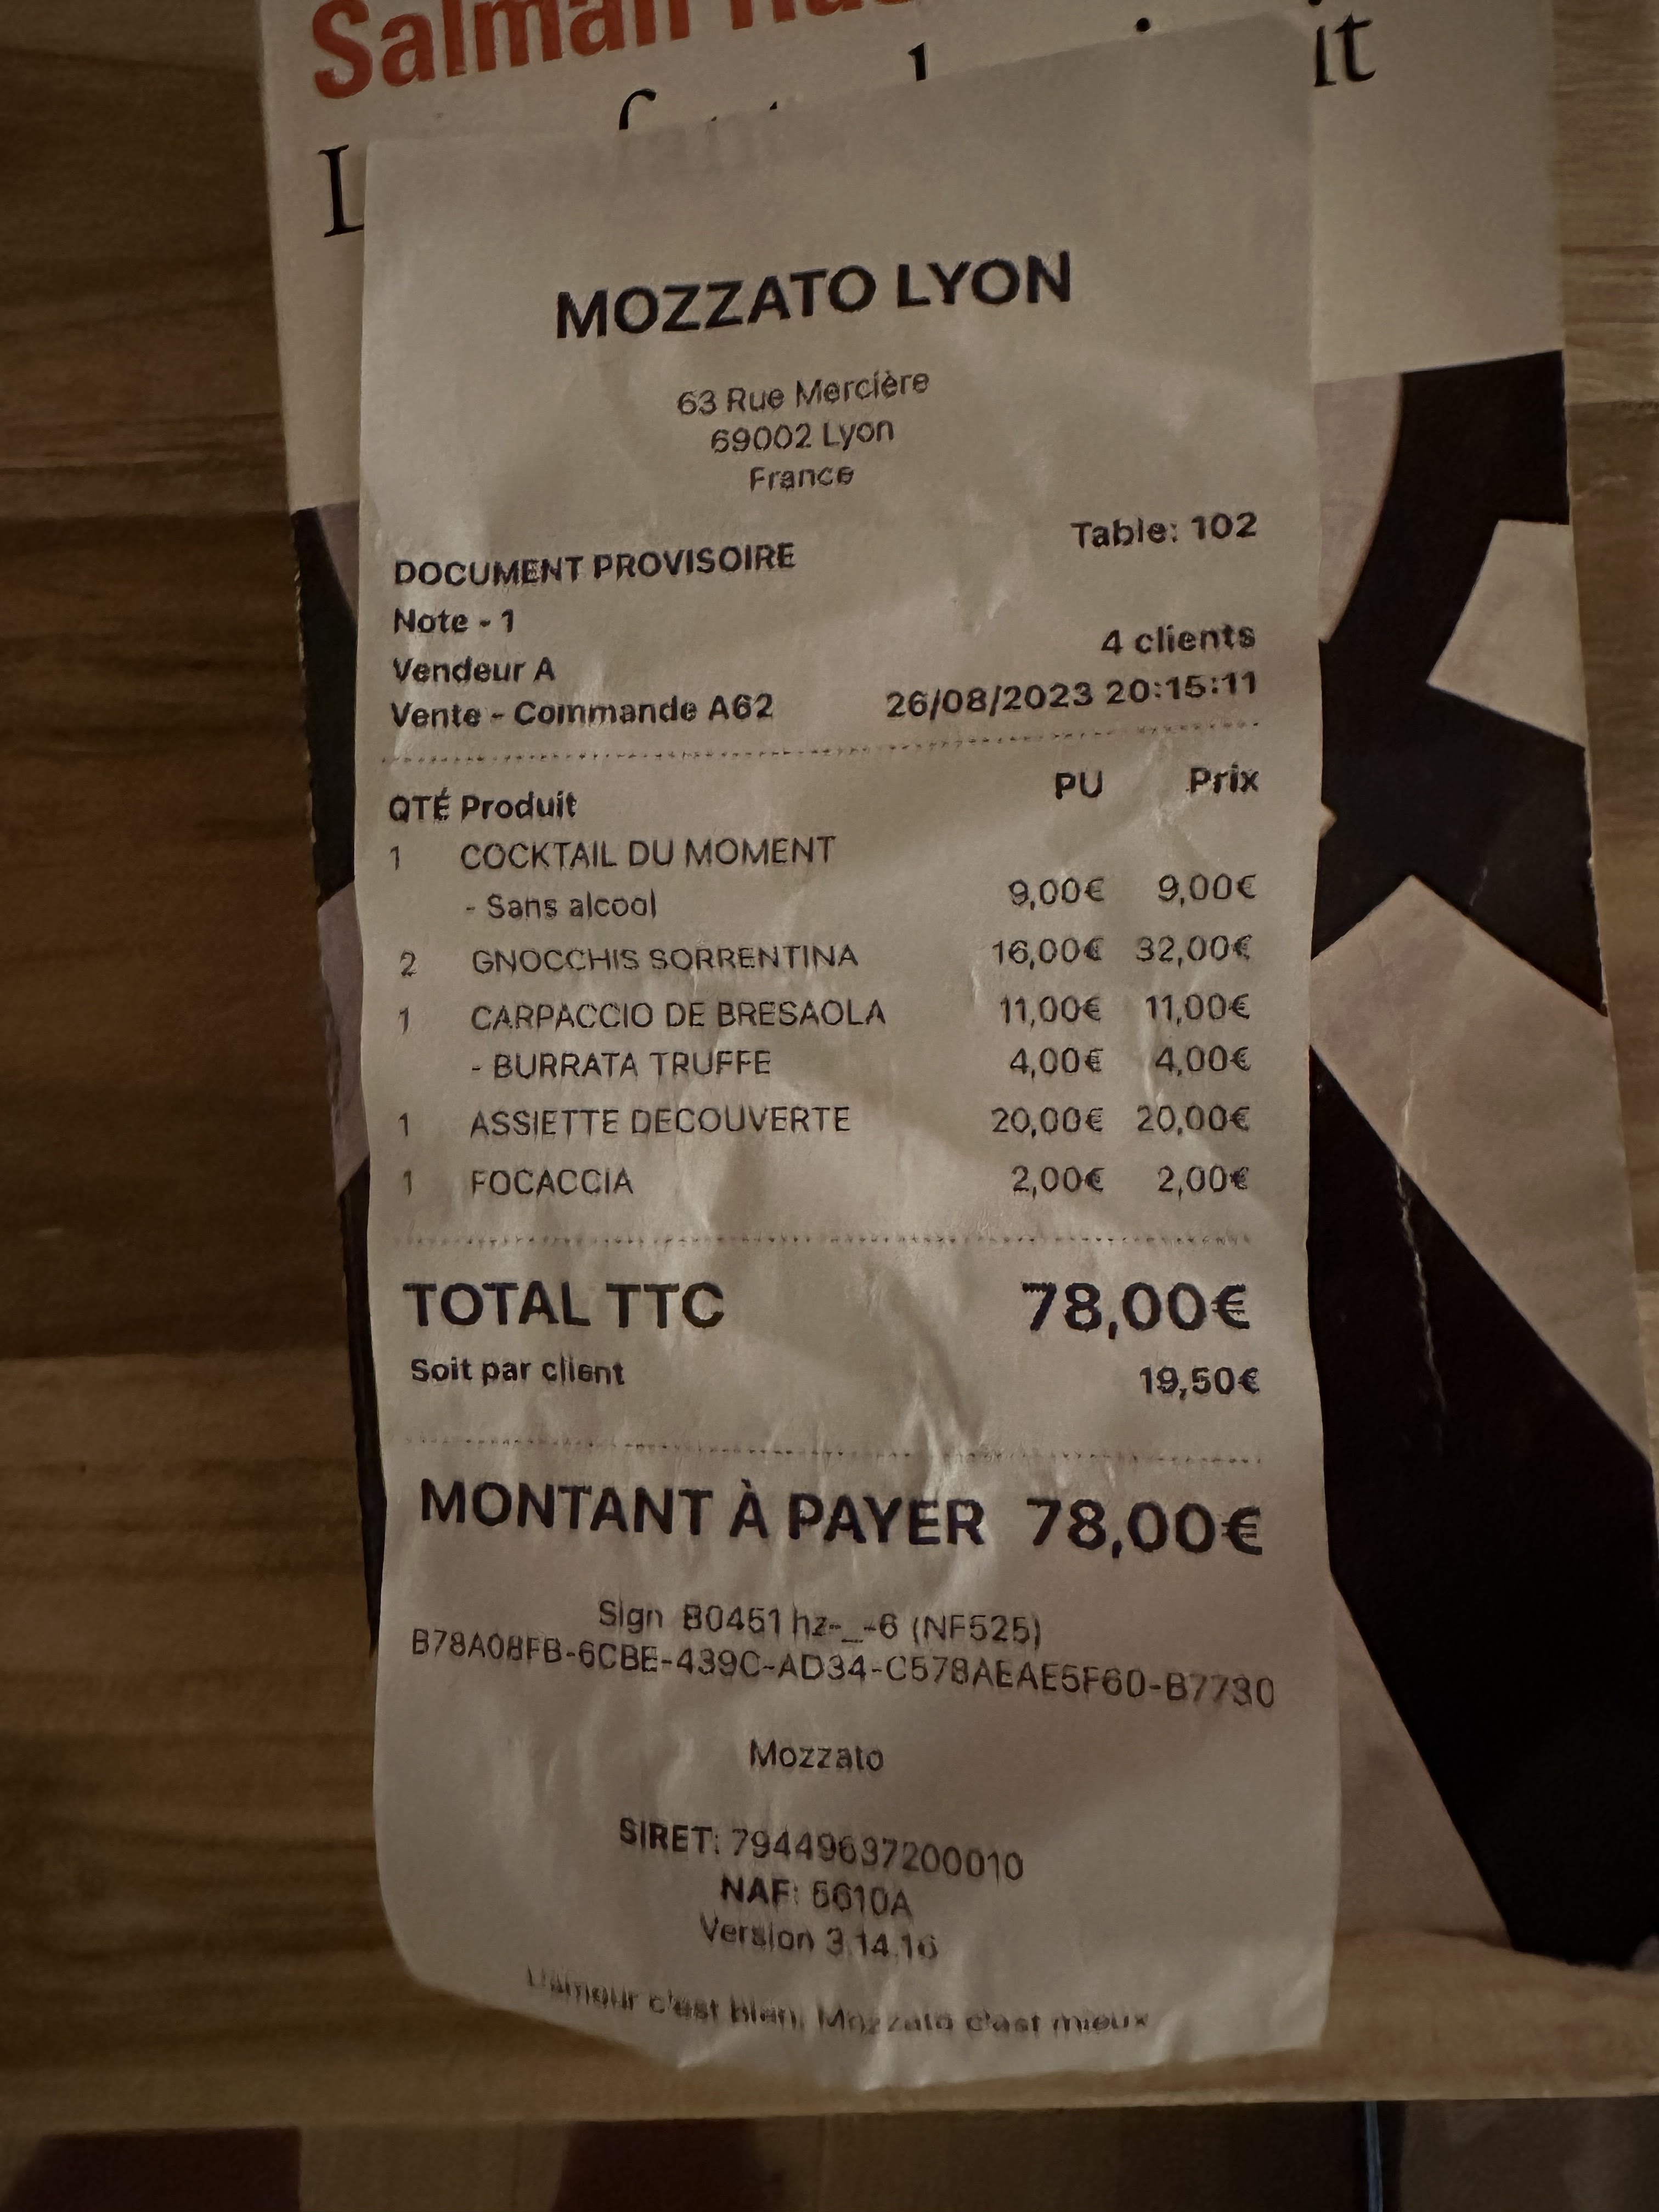 Salman
MOZZATO LYON
63 Rue Mercière
69002 Lyon
France
Table: 102
DOCUMENT PROVISOIRE
Note - 1
4 clients
Vendeur A
Vente - Commande A62 26/08/2023 20:15:11
QTÉ Produit PU Prix
1 COCKTAIL DU MOMENT
- Sans alcool 9,00€ 9,00€
2 GNOCCHIS SORRENTINA 16,00€ 32,00€
1 CARPACCIO DE BRESAOLA 11,00€ 11,00€
- BURRATA TRUFFE 4,00€ 4,00€
1 ASSIETTE DECOUVERTE 20,00€ 20,00€
1 FOCACCIA 2,00€ 2,00€
TOTAL TTC 78,00€
Soit par client 19,50€
MONTANT À PAYER 78,00€
Sign B0461 hz-_-6 (NF525)
B78A08FB-6CBE-439C-AD34-C578AEAE5F60-B7730
Mozzato
SIRET: 79449637200010
NAF: 5610A
Version 3.14.16
L'amour c'est bien, Mozzato c'est mieux